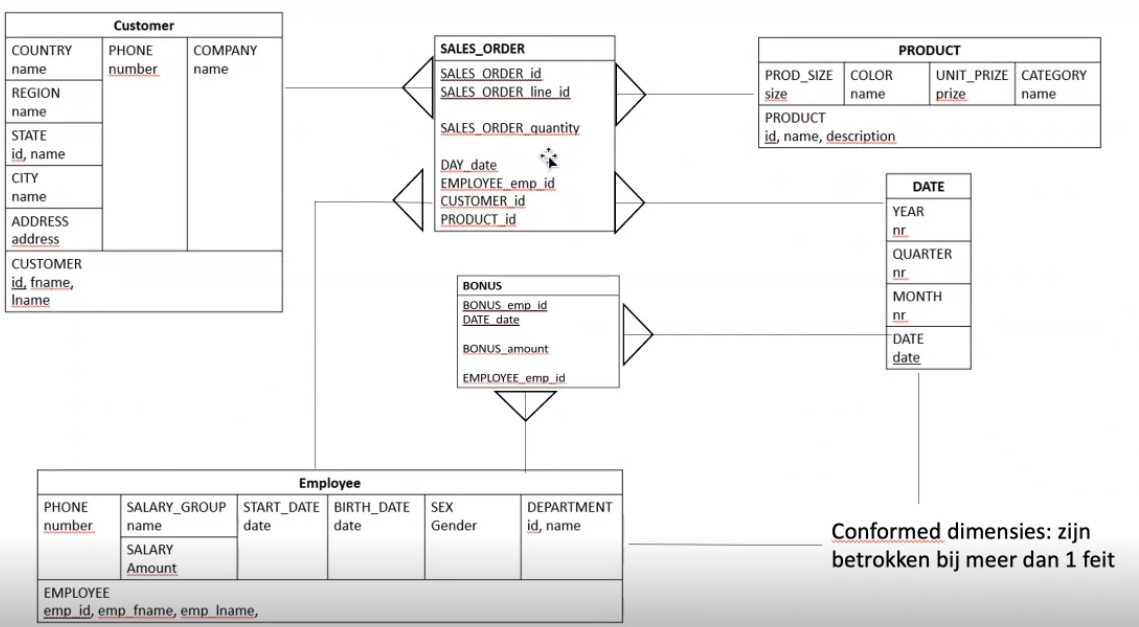 Customer
COUNTRY
name
PHONE
number
COMPANY
name
REGION
name
STATE
id, name
CITY
name
ADDRESS
address
CUSTOMER
id, fname,
lname
SALES_ORDER
SALES_ORDER_id
SALES_ORDER_line_id
SALES_ORDER_quantity
DAY_date
EMPLOYEE_emp_id
CUSTOMER_id
PRODUCT_id
PRODUCT
PROD_SIZE
size
COLOR
name
UNIT_PRIZE
prize
CATEGORY
name
PRODUCT
id, name, description
DATE
YEAR
nr
QUARTER
nr
MONTH
nr
DATE
date
BONUS
BONUS_emp_id
DATE_date
BONUS_amount
EMPLOYEE_emp_id
Employee
PHONE
number
SALARY_GROUP
name
SALARY
Amount
START_DATE
date
BIRTH_DATE
date
SEX
Gender
DEPARTMENT
id, name
EMPLOYEE
emp_id, emp_fname, emp_lname,
Conformed dimensies: zijn
betrokken bij meer dan 1 feit